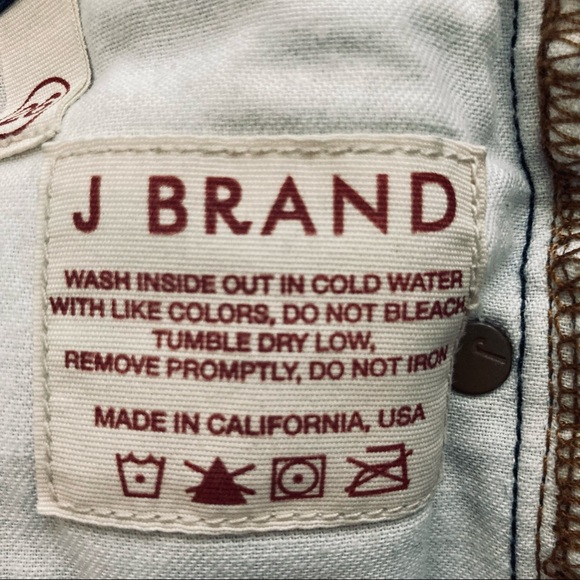 J BRAND
WASH INSIDE OUT IN COLD WATER
WITH LIKE COLORS, DO NOT BLEACH
TUMBLE DRY LOW,
REMOVE PROMPTLY, DO NOT IRON
MADE IN CALIFORNIA, USA